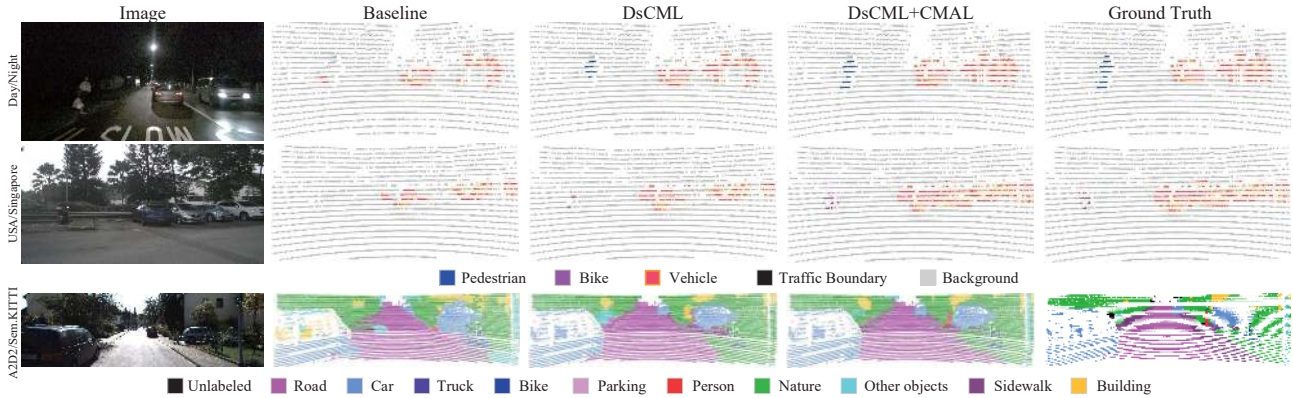 Image Baseline DsCML DsCML+CMAL Ground Truth
Day/Night
SLOW
USA/Singapore
Pedestrian Bike Vehicle Traffic Boundary Background
A2D2/Sem.KITTI
Unlabeled Road Car Truck Bike Parking Person Nature Other objects Sidewalk Building